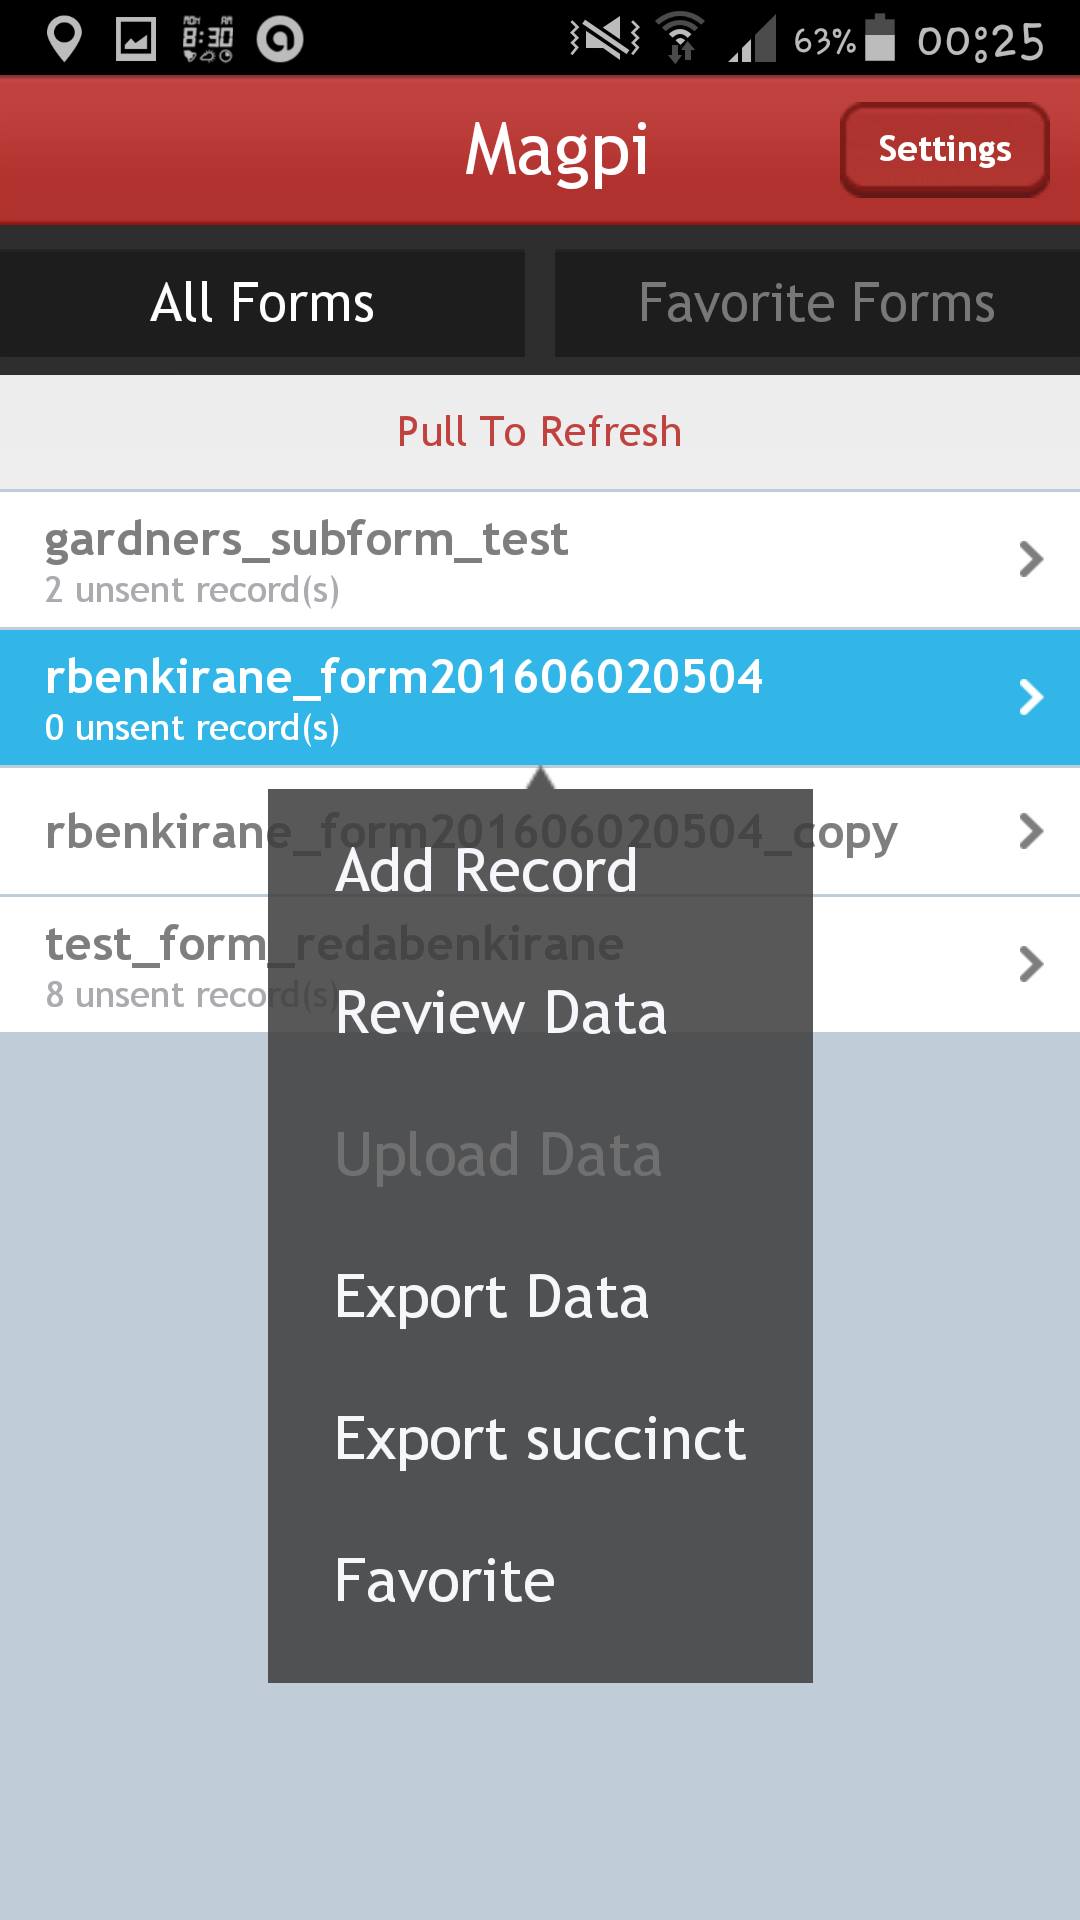 MON AM
8:30
63% 00:25
Magpi
Settings
All Forms
Favorite Forms
Pull To Refresh
gardners_subform_test
2 unsent record(s)
rbenkirane_form201606020504
0 unsent record(s)
rbenkirane_form201606020504_copy
test_form_redabenkirane
8 unsent record(s)
Add Record
Review Data
Upload Data
Export Data
Export succinct
Favorite